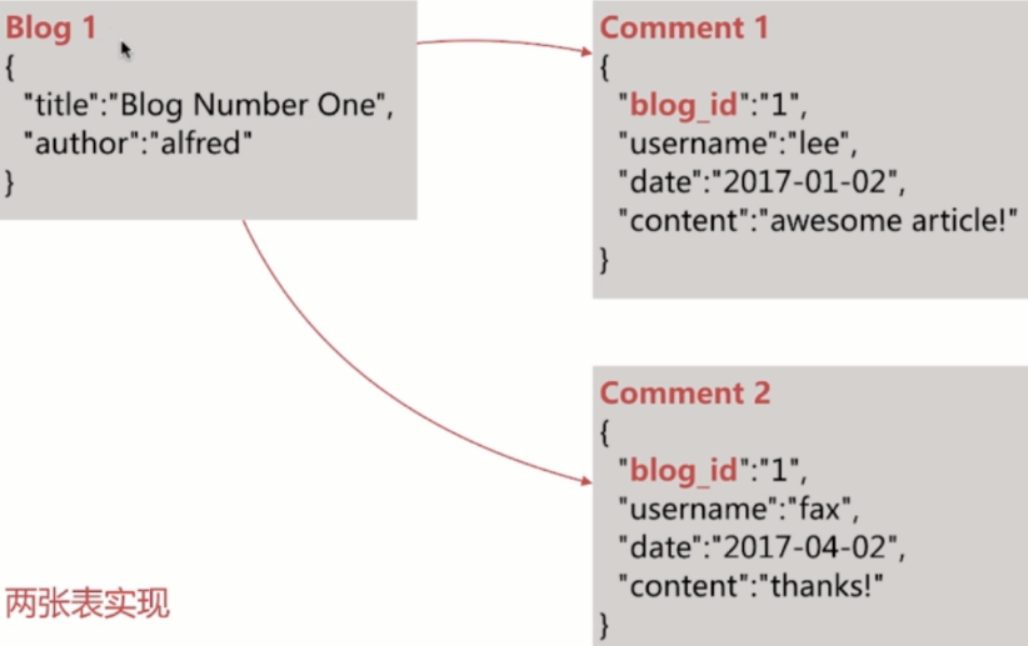 Blog 1
{
"title":"Blog Number One",
"author":"alfred"
}
Comment 1
{
"blog_id":"1",
"username":"lee",
"date":"2017-01-02",
"content":"awesome article!"
}
Comment 2
{
"blog_id":"1",
"username":"fax",
"date":"2017-04-02",
"content":"thanks!"
}
两张表实现